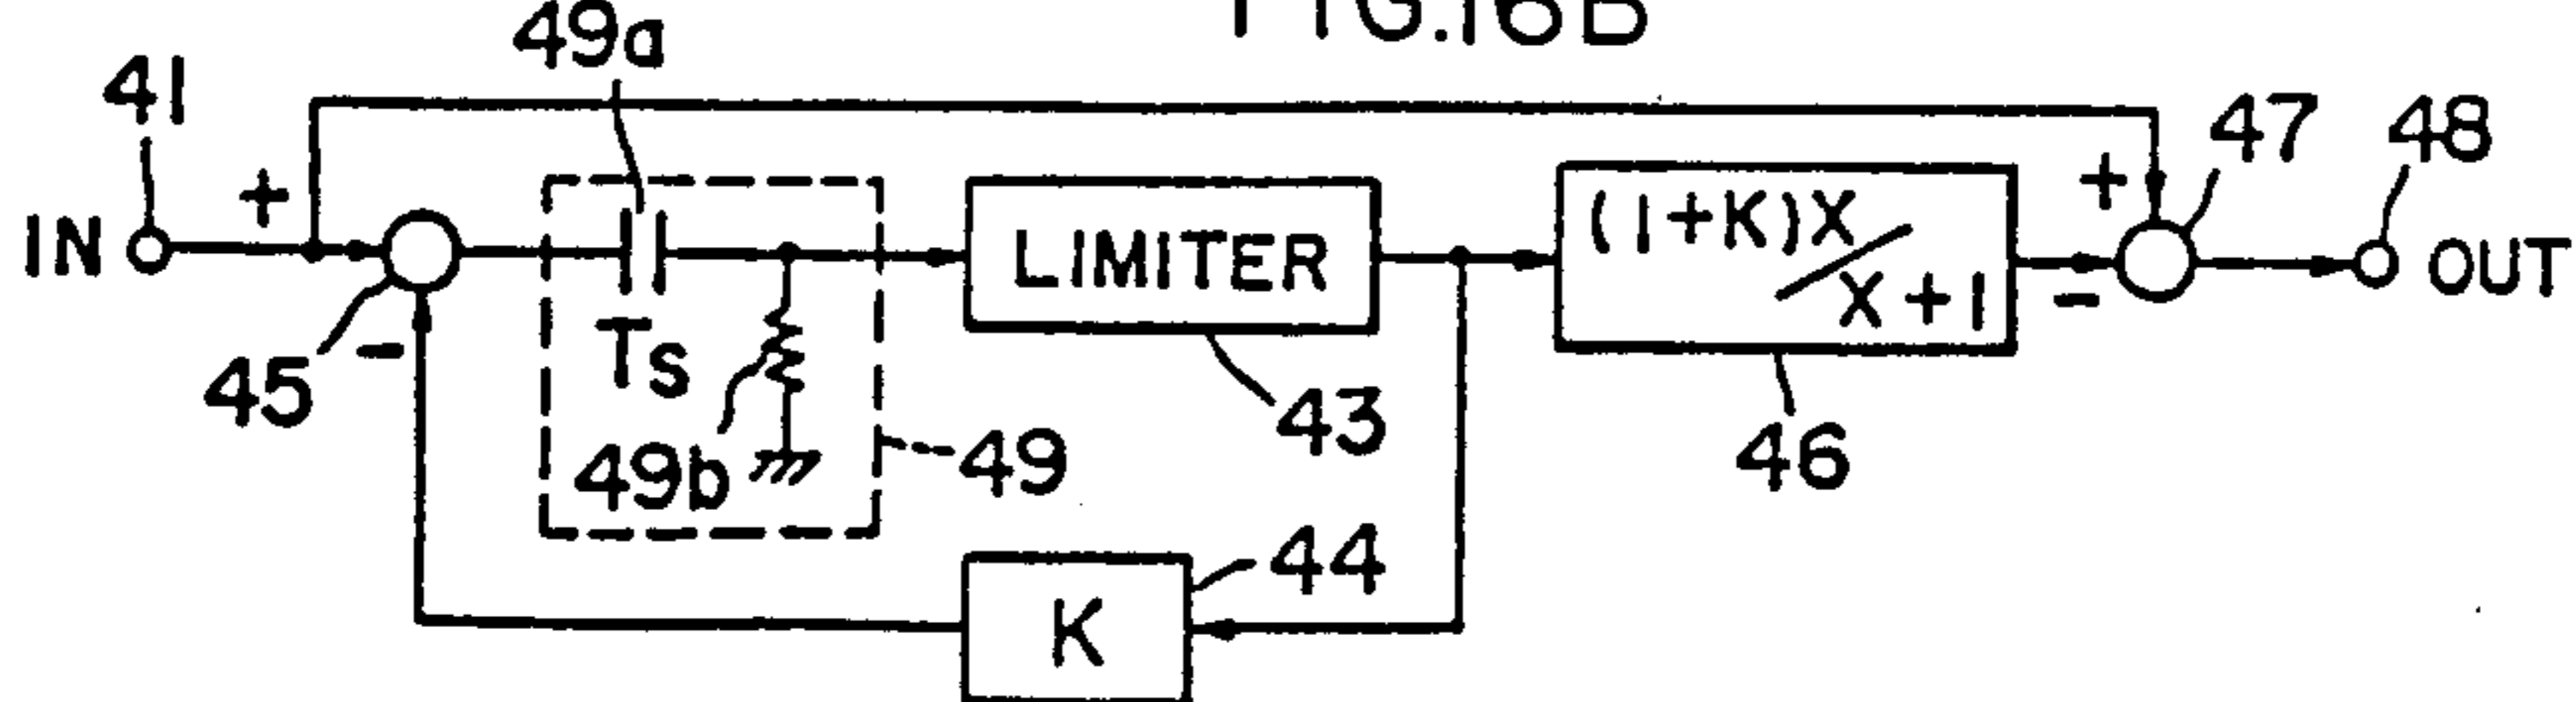 FIG.16B
49a
41
47
48
+
+
IN
LIMITER
(1+K)X
/
X+1
OUT
-
-
45
Ts
43
49b
49
46
44
K